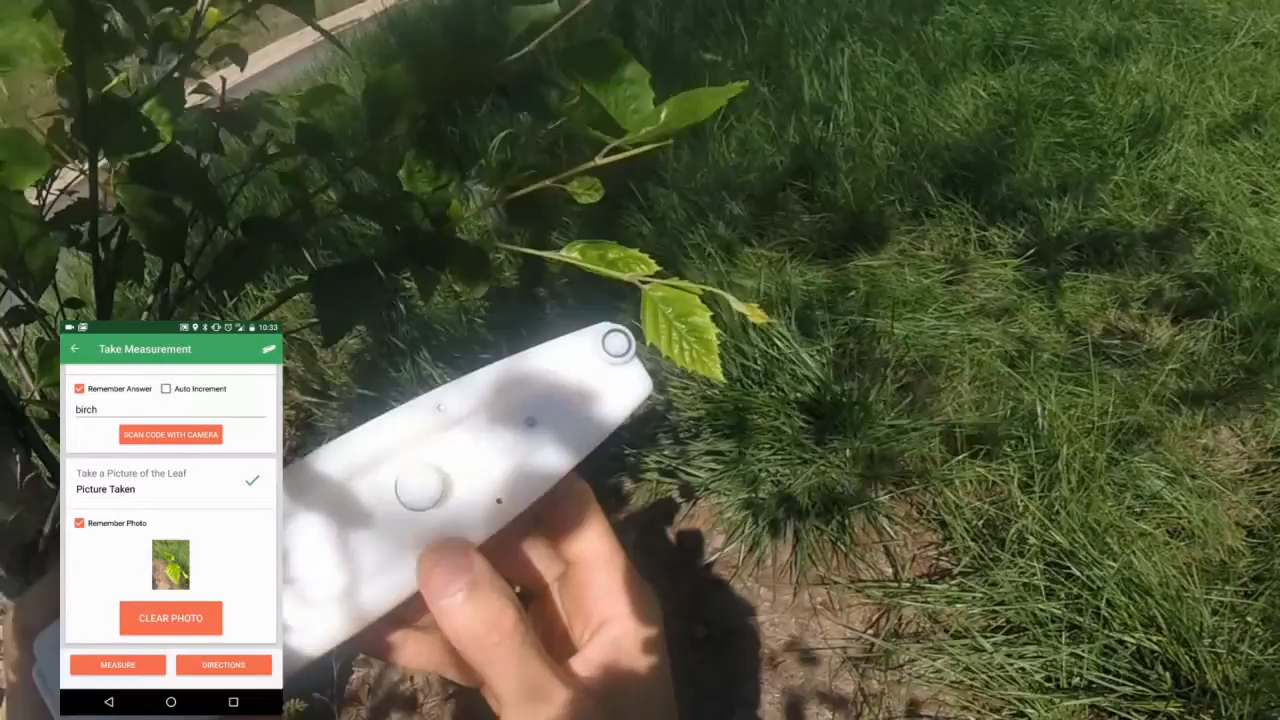 10:33
Take Measurement
Remember Answer Auto Increment
birch
SCAN CODE WITH CAMERA
Take a Picture of the Leaf
Picture Taken
Remember Photo
CLEAR PHOTO
MEASURE DIRECTIONS